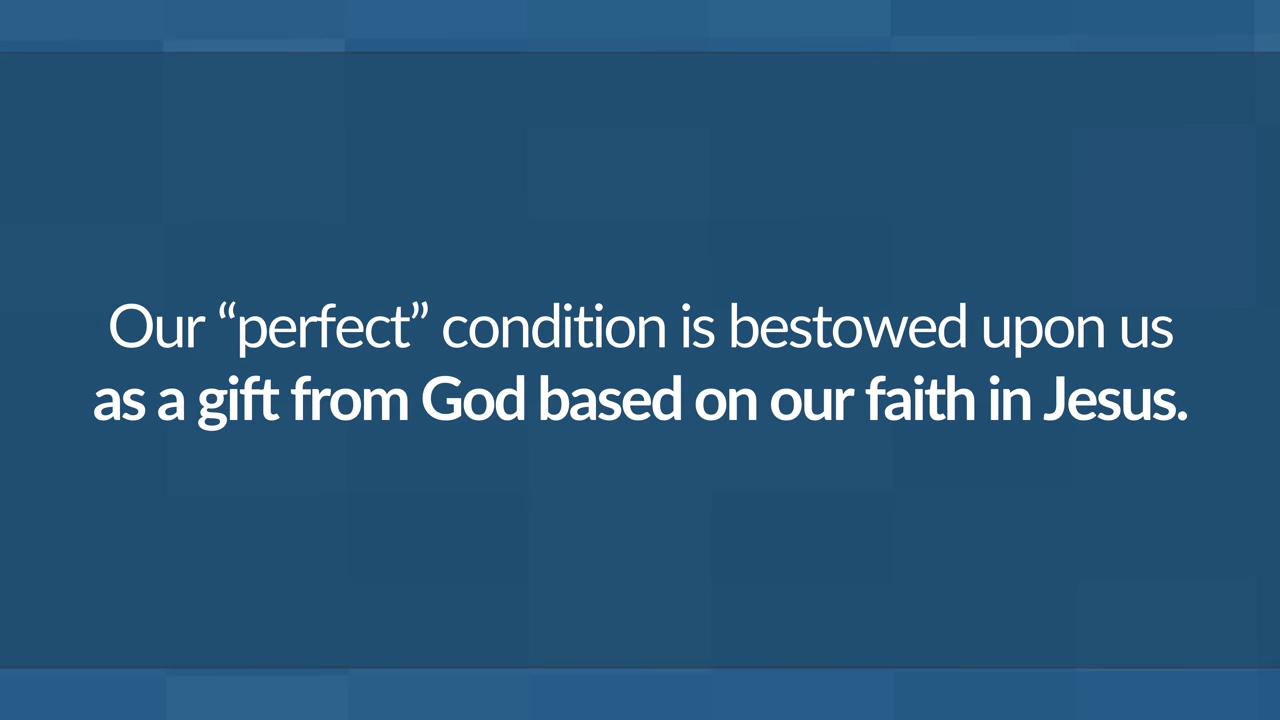 Our “perfect” condition is bestowed upon us
as a gift from God based on our faith in Jesus.